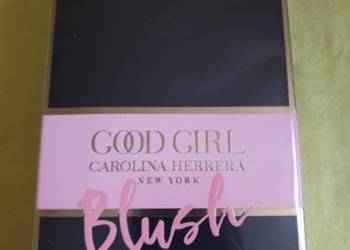 GOOD GIRL
CAROLINA HERRERA
NEW YORK
Blush